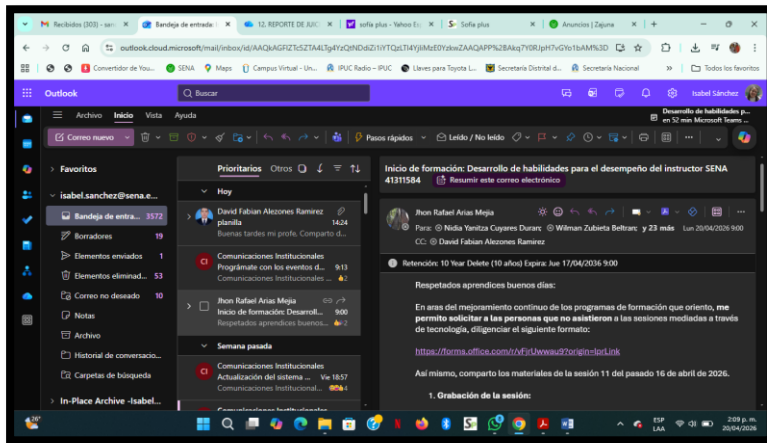 Recibidos (303) - san
Bandeja de entrada:
12. REPORTE DE JUIC
sofia plus - Yahoo Es
Sofia plus
Anuncios | Zajuna
outlook.cloud.microsoft/mail/inbox/id/
Convertidor de You...
SENA
Maps
Campus Virtual - Un...
IPUC Radio – IPUC
Llaves para Toyota L...
Secretaría Distrital d...
Secretaría Nacional
Todos los favoritos
Outlook
Buscar
Isabel Sánchez
Archivo
Inicio
Vista
Ayuda
Desarrollo de habilidades p...
en 52 min Microsoft Teams ...
Correo nuevo
Pasos rápidos
Leído / No leído
Favoritos
isabel.sanchez@sena.e...
Bandeja de entra... 3572
Borradores 19
Elementos enviados 1
Elementos eliminad... 53
Correo no deseado 10
Notas
Archivo
Historial de conversacio...
Carpetas de búsqueda
In-Place Archive -Isabel...
Prioritarios Otros
Hoy
David Fabian Alezones Ramirez
planilla 14:24
Buenas tardes mi profe, Comparto d...
CI
Comunicaciones Institucionales
Prográmate con los eventos d... 9:13
Comunicaciones Institucionales ... 2
Jhon Rafael Arias Mejia
Inicio de formación: Desarroll... 9:00
Respetados aprendices buenos... 2
Semana pasada
CI
Comunicaciones Institucionales
Actualización del sistema ... Vie 18:57
Comunicaciones Institucional... 4
Comunicaciones Institucionales
Inicio de formación: Desarrollo de habilidades para el desempeño del instructor SENA
41311584
Resumir este correo electrónico
Jhon Rafael Arias Mejia
Para: Nidia Yanitza Cuyares Duran; Wilman Zubieta Beltran; y 23 más Lun 20/04/2026 9:00
CC: David Fabian Alezones Ramirez
Retención: 10 Year Delete (10 años) Expira: Jue 17/04/2036 9:00
Respetados aprendices buenos días:
En aras del mejoramiento continuo de los programas de formación que oriento, me
permito solicitar a las personas que no asistieron a las sesiones mediadas a través
de tecnología, diligenciar el siguiente formato:
https://forms.office.com/r/vFjrUwwau9?origin=lprLink
Así mismo, comparto los materiales de la sesión 11 del pasado 16 de abril de 2026.
1. Grabación de la sesión:
26°
ESP
LAA
2:09 p. m.
20/04/2026